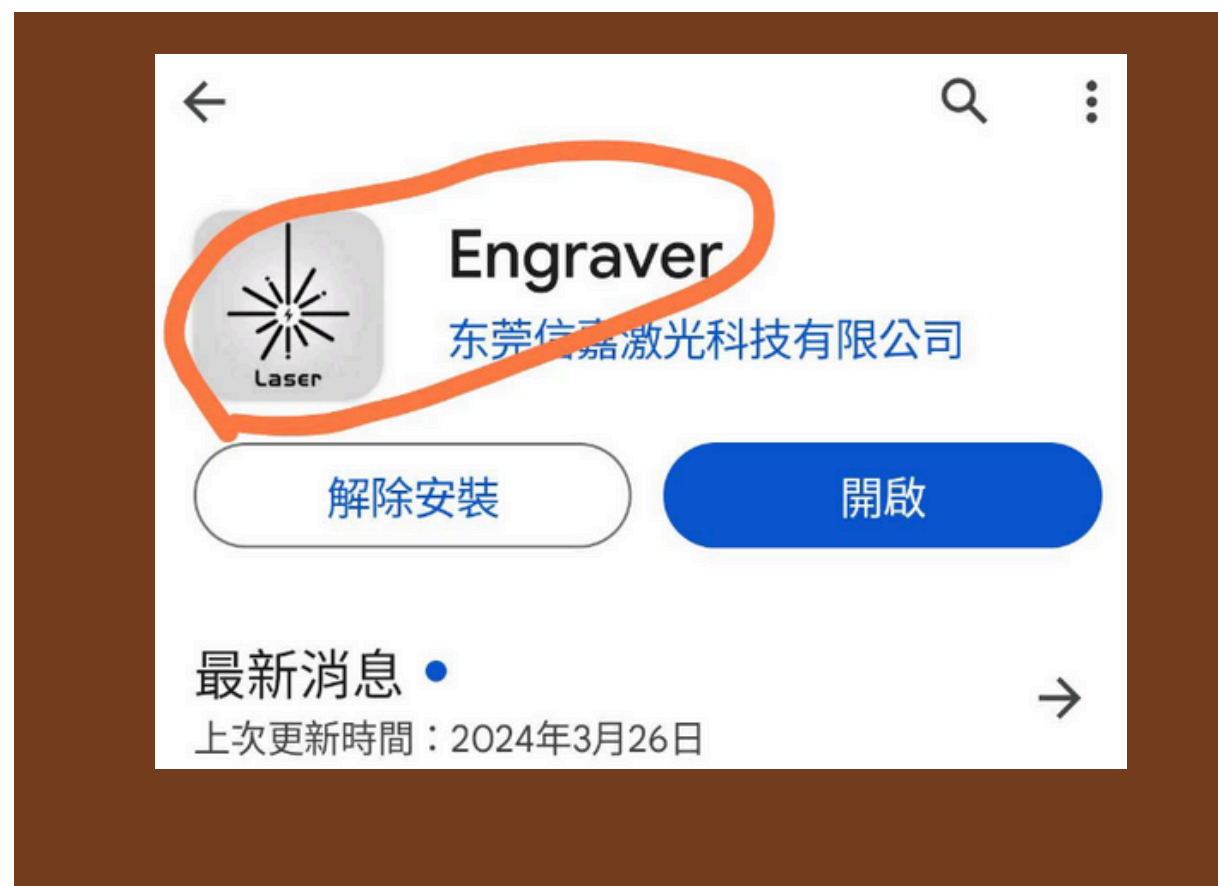 Engraver
Laser
东莞信嘉激光科技有限公司
解除安裝
開啟
最新消息
上次更新時間：2024年3月26日